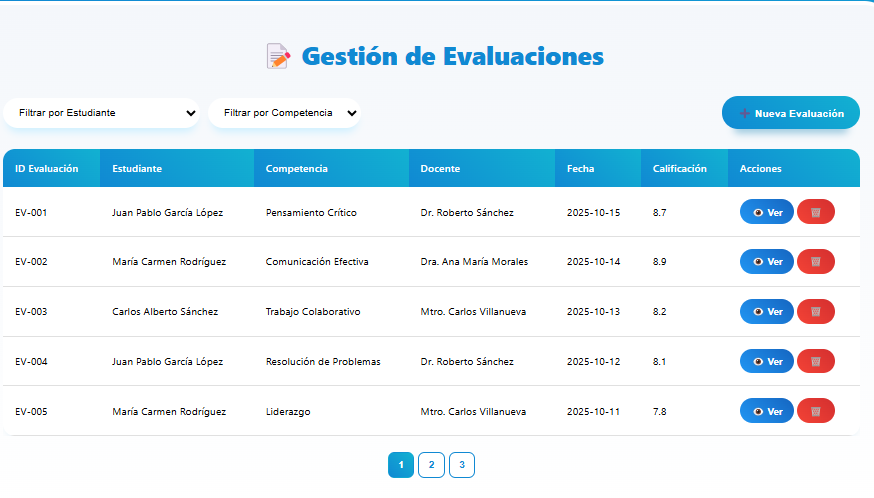 Gestión de Evaluaciones
Filtrar por Estudiante Filtrar por Competencia Nueva Evaluación
ID Evaluación Estudiante Competencia Docente Fecha Calificación Acciones
EV-001 Juan Pablo García López Pensamiento Crítico Dr. Roberto Sánchez 2025-10-15 8.7 Ver
EV-002 María Carmen Rodríguez Comunicación Efectiva Dra. Ana María Morales 2025-10-14 8.9 Ver
EV-003 Carlos Alberto Sánchez Trabajo Colaborativo Mtro. Carlos Villanueva 2025-10-13 8.2 Ver
EV-004 Juan Pablo García López Resolución de Problemas Dr. Roberto Sánchez 2025-10-12 8.1 Ver
EV-005 María Carmen Rodríguez Liderazgo Mtro. Carlos Villanueva 2025-10-11 7.8 Ver
1 2 3